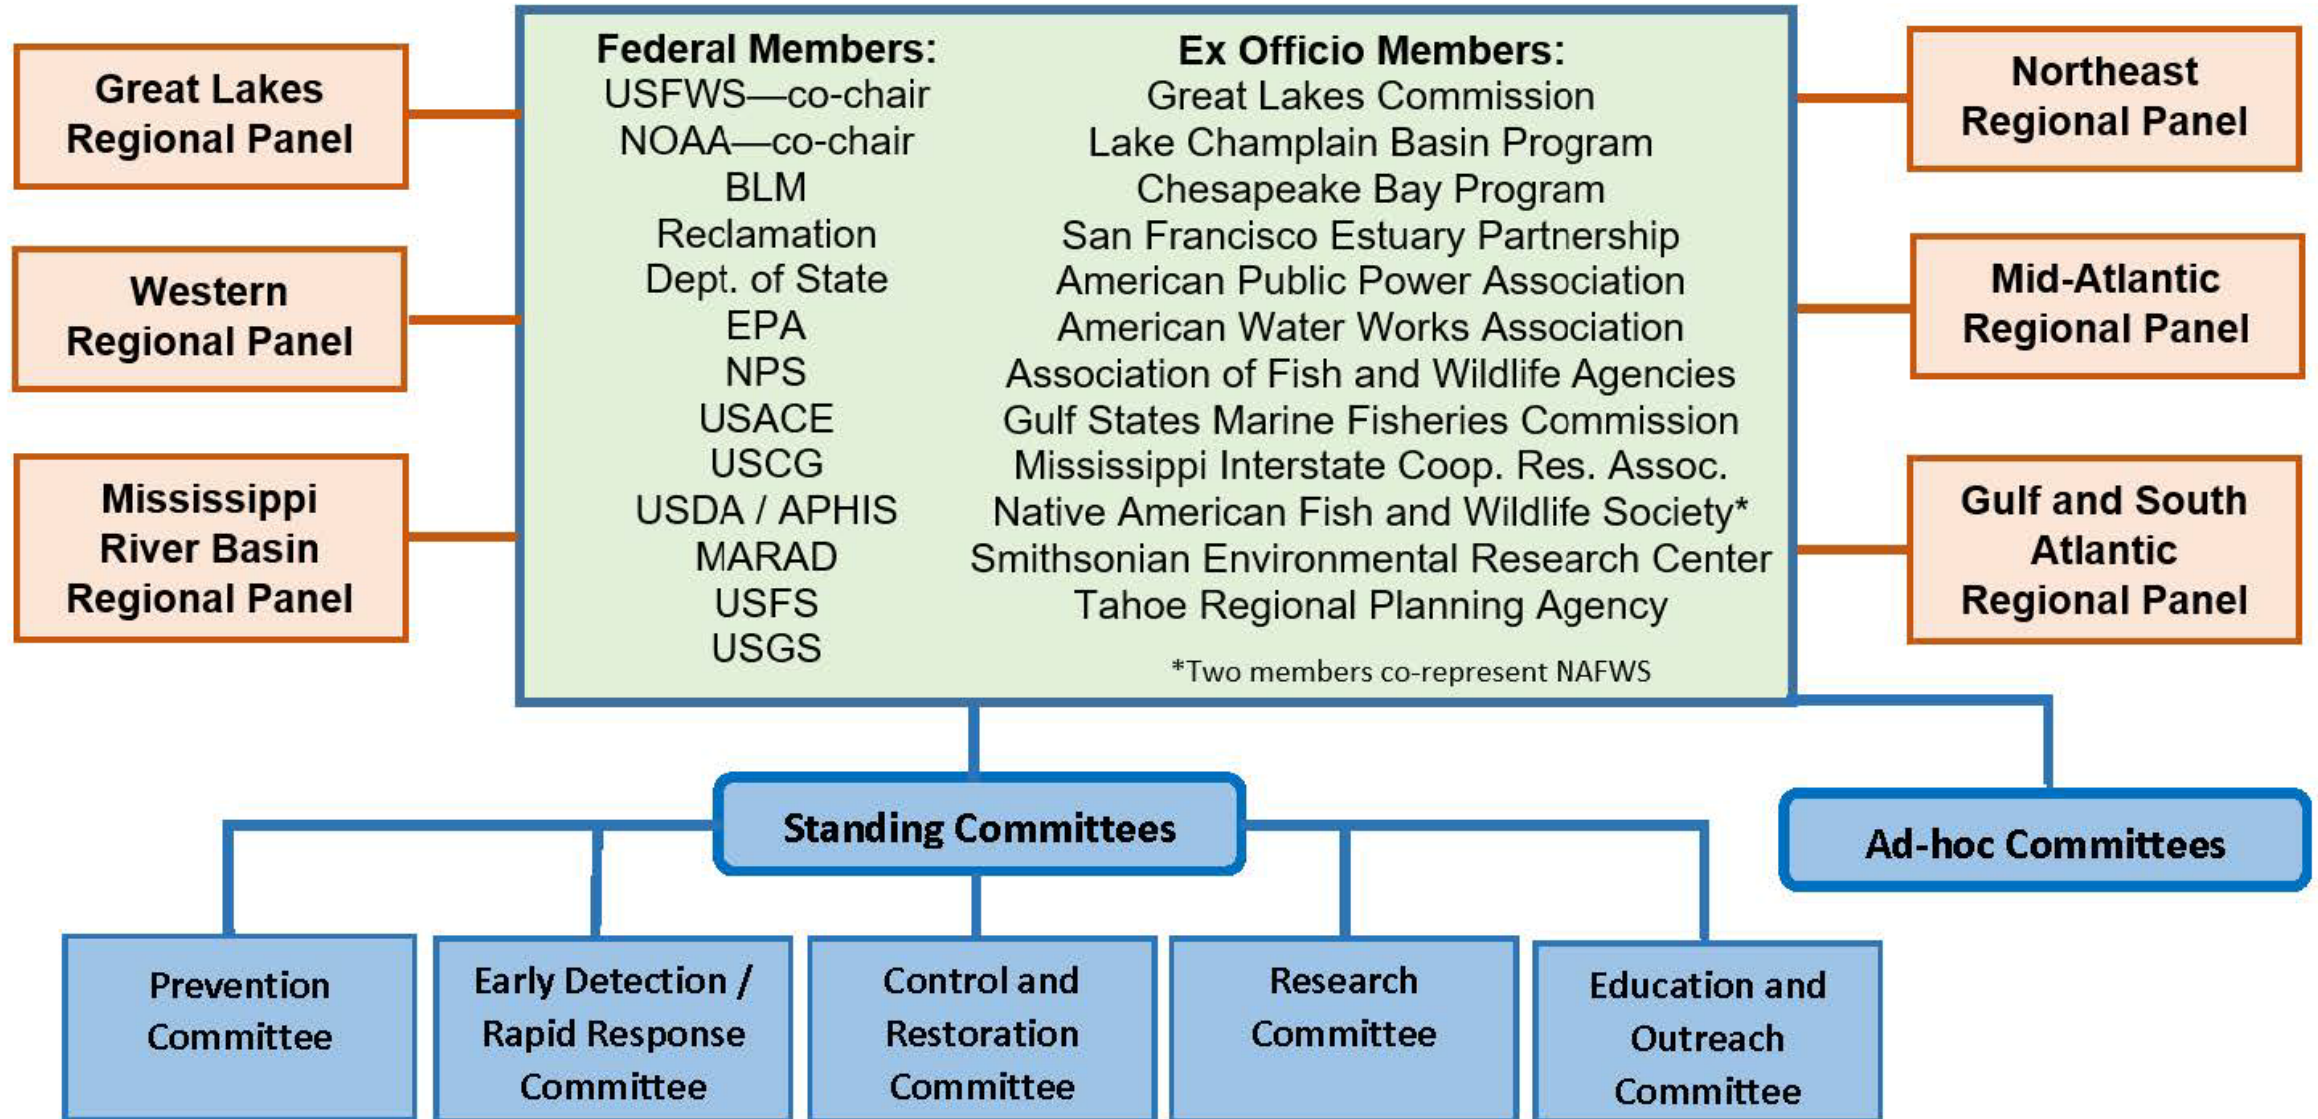 Great Lakes
Regional Panel
Western
Regional Panel
Mississippi
River Basin
Regional Panel
Federal Members:
USFWS—co-chair
NOAA—co-chair
BLM
Reclamation
Dept. of State
EPA
NPS
USACE
USCG
USDA / APHIS
MARAD
USFS
USGS
Ex Officio Members:
Great Lakes Commission
Lake Champlain Basin Program
Chesapeake Bay Program
San Francisco Estuary Partnership
American Public Power Association
American Water Works Association
Association of Fish and Wildlife Agencies
Gulf States Marine Fisheries Commission
Mississippi Interstate Coop. Res. Assoc.
Native American Fish and Wildlife Society*
Smithsonian Environmental Research Center
Tahoe Regional Planning Agency
*Two members co-represent NAFWS
Northeast
Regional Panel
Mid-Atlantic
Regional Panel
Gulf and South
Atlantic
Regional Panel
Standing Committees
Ad-hoc Committees
Prevention
Committee
Early Detection /
Rapid Response
Committee
Control and
Restoration
Committee
Research
Committee
Education and
Outreach
Committee